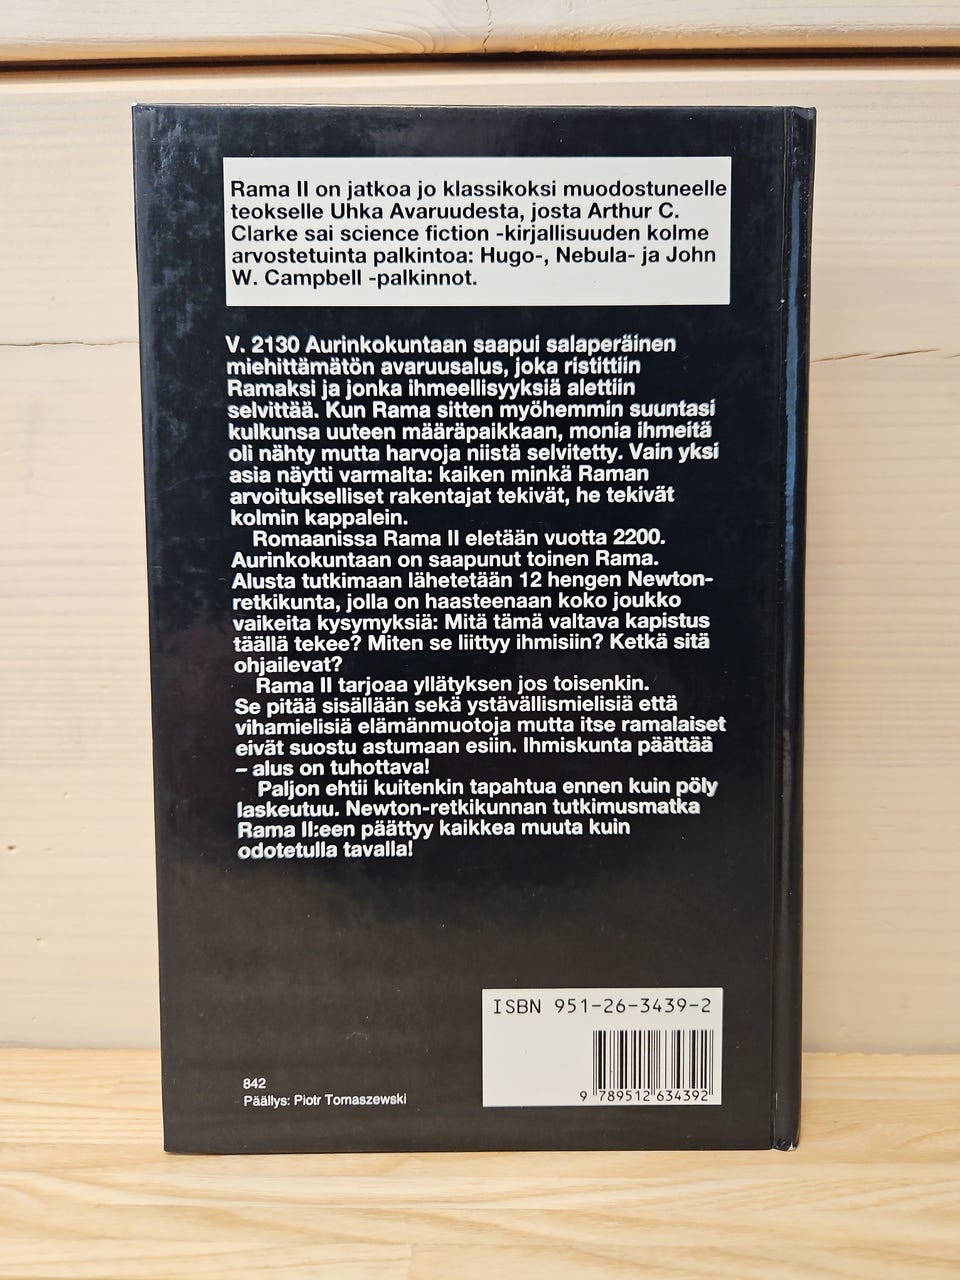 Rama II on jatkoa jo klassikoksi muodostuneelle
teokselle Uhka Avaruudesta, josta Arthur C.
Clarke sai science fiction -kirjallisuuden kolme
arvostetuinta palkintoa: Hugo-, Nebula- ja John
W. Campbell -palkinnot.
V. 2130 Aurinkokuntaan saapui salaperäinen
miehittämätön avaruusalus, joka ristittiin
Ramaksi ja jonka ihmeellisyyksiä alettiin
selvittää. Kun Rama sitten myöhemmin suuntasi
kulkunsa uuteen määräpaikkaan, monia ihmeitä
oli nähty mutta harvoja niistä selvitetty. Vain yksi
asia näytti varmalta: kaiken minkä Raman
arvoitukselliset rakentajat tekivät, he tekivät
kolmin kappalein.
Romaanissa Rama II eletään vuotta 2200.
Aurinkokuntaan on saapunut toinen Rama.
Alusta tutkimaan lähetetään 12 hengen Newton-
retkikunta, jolla on haasteenaan koko joukko
vaikeita kysymyksiä: Mitä tämä valtava kapistus
täällä tekee? Miten se liittyy ihmisiin? Ketkä sitä
ohjailevat?
Rama II tarjoaa yllätyksen jos toisenkin.
Se pitää sisällään sekä ystävällismielisiä että
vihamielisiä elämänmuotoja mutta itse ramalaiset
eivät suostu astumaan esiin. Ihmiskunta päättää
– alus on tuhottava!
Paljon ehtii kuitenkin tapahtua ennen kuin pöly
laskeutuu. Newton-retkikunnan tutkimusmatka
Rama II:een päättyy kaikkea muuta kuin
odotetulla tavalla!
ISBN 951-26-3439-2
9 789512 634392
842
Päällys: Piotr Tomaszewski